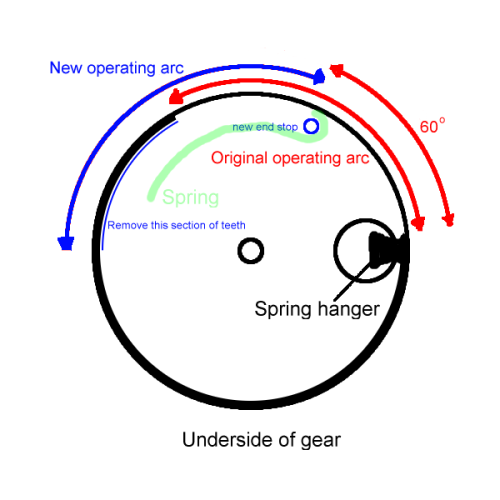 New operating arc
60°
new end stop
Original operating arc
Spring
Remove this section of teeth
Spring hanger
Underside of gear